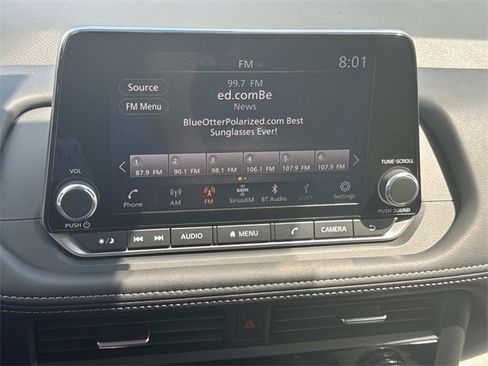 FM
8:01
Source
99.7 FM
ed.comBe
FM Menu
News
BlueOtterPolarized.com Best
Sunglasses Ever!
1 2 3 4 5 6
87.9 FM 90.1 FM 98.1 FM 106.1 FM 107.9 FM 107.9 FM
VOL
TUNE•SCROLL
Phone AM FM SiriusXM BT Audio USB1 Settings
PUSH
PUSH SOUND
AUDIO MENU CAMERA